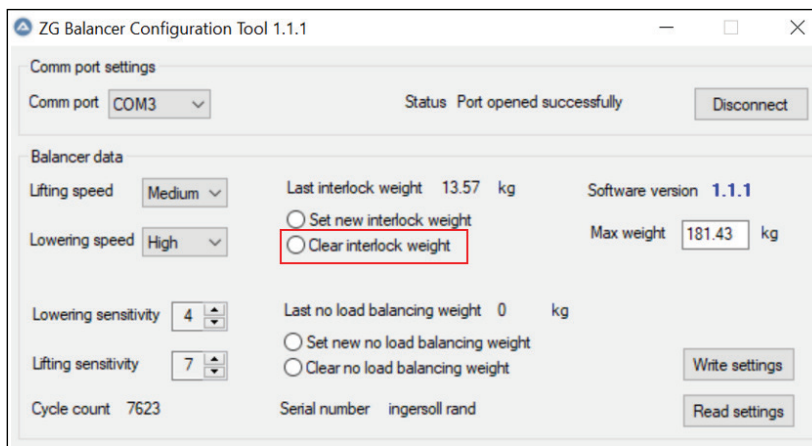 ZG Balancer Configuration Tool 1.1.1
Comm port settings
Comm port COM3 Status Port opened successfully Disconnect
Balancer data
Lifting speed Medium Last interlock weight 13.57 kg Software version 1.1.1
Set new interlock weight
Lowering speed High Clear interlock weight Max weight 181.43 kg
Lowering sensitivity 4 Last no load balancing weight 0 kg
Set new no load balancing weight
Lifting sensitivity 7 Clear no load balancing weight Write settings
Cycle count 7623 Serial number ingersoll rand Read settings